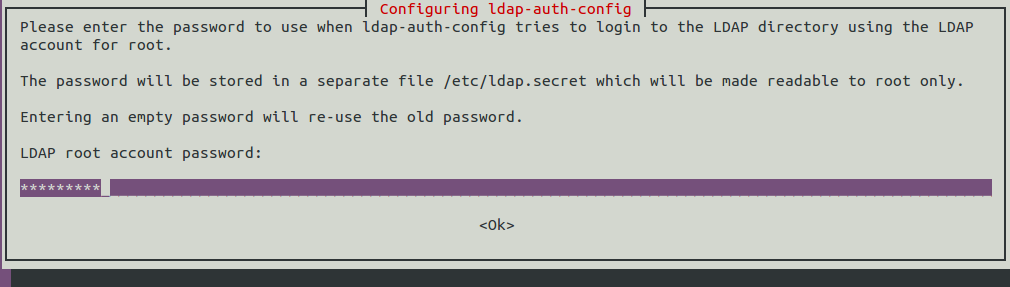 Configuring ldap-auth-config
Please enter the password to use when ldap-auth-config tries to login to the LDAP directory using the LDAP
account for root.
The password will be stored in a separate file /etc/ldap.secret which will be made readable to root only.
Entering an empty password will re-use the old password.
LDAP root account password:
*********
<Ok>